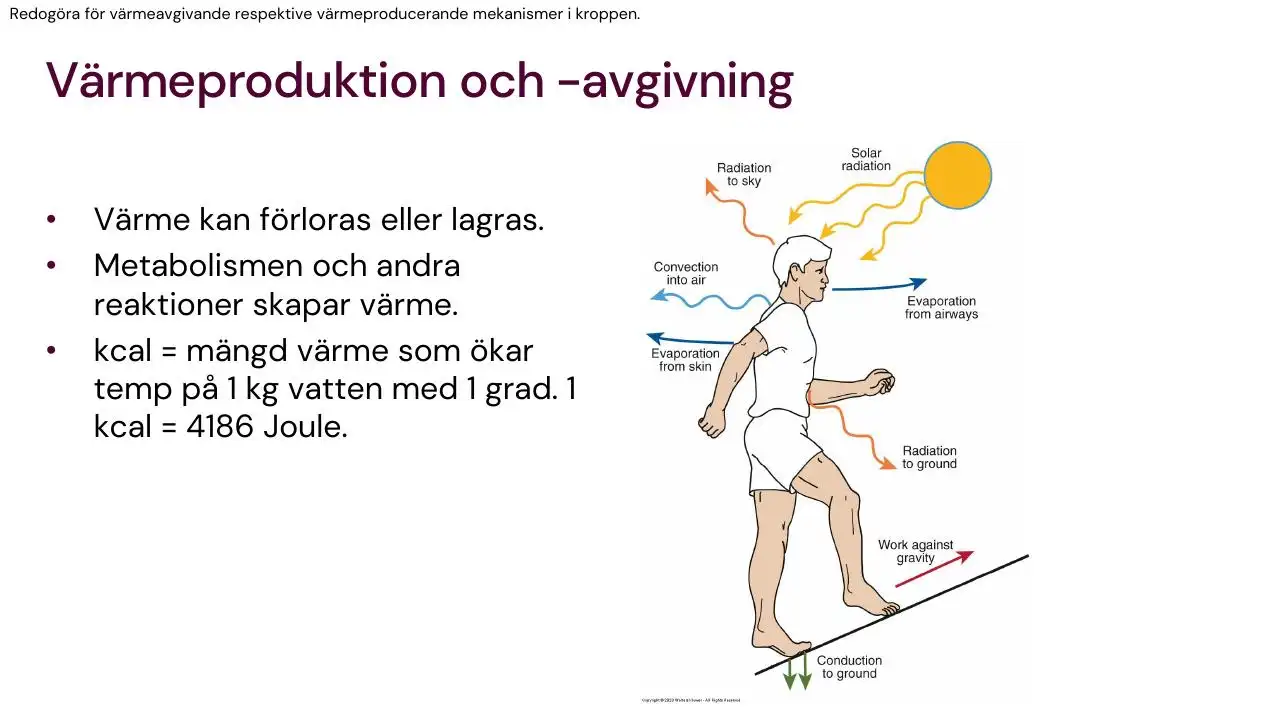 Redogöra för värmeavgivande respektive värmeproducerande mekanismer i kroppen.
Värmeproduktion och -avgivning
• Värme kan förloras eller lagras.
• Metabolismen och andra
reaktioner skapar värme.
• kcal = mängd värme som ökar
temp på 1 kg vatten med 1 grad. 1
kcal = 4186 Joule.
Solar
radiation
Radiation
to sky
Convection
into air
Evaporation
from airways
Evaporation
from skin
Radiation
to ground
Work against
gravity
Conduction
to ground